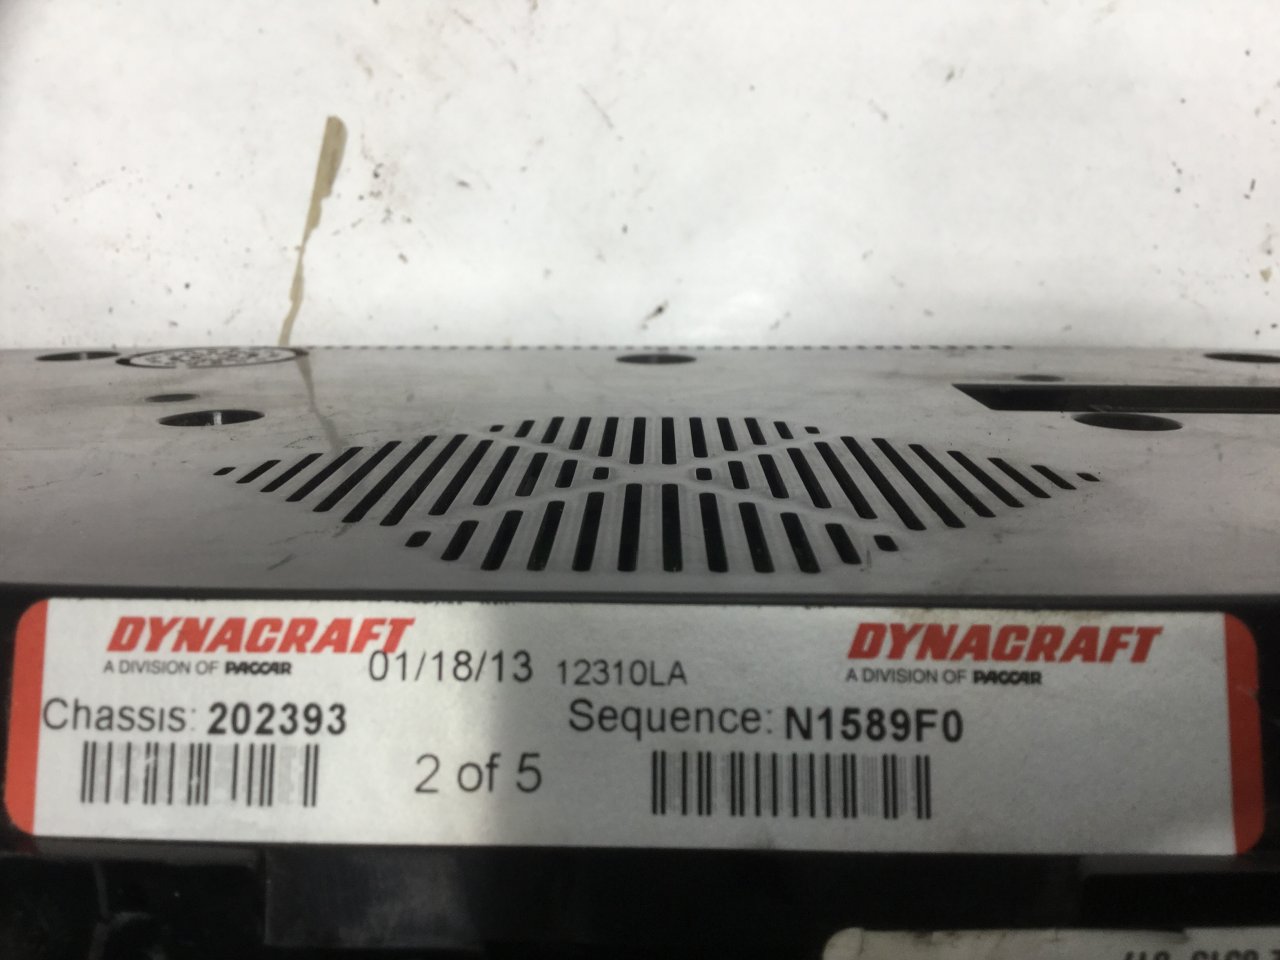 DYNACRAFT
A DIVISION OF PACCAR
01/18/13 12310LA
DYNACRAFT
A DIVISION OF PACCAR
Chassis: 202393
Sequence: N1589F0
2 of 5